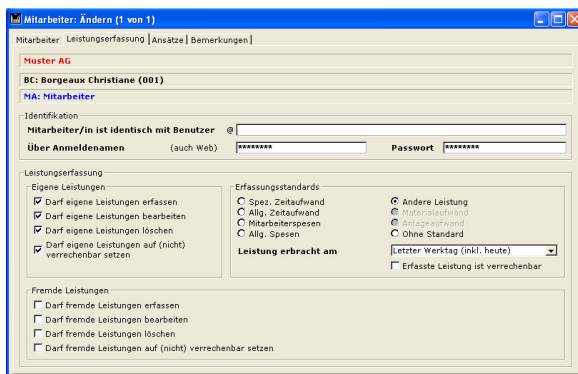 Mitarbeiter: Ändern (1 von 1)
Mitarbeiter Leistungserfassung Ansätze Bemerkungen
Muster AG
BC: Borgeaux Christiane (001)
MA: Mitarbeiter
Identifikation
Mitarbeiter/in ist identisch mit Benutzer @
Über Anmeldenamen (auch Web) ******** Passwort ********
Leistungserfassung
Eigene Leistungen
Darf eigene Leistungen erfassen
Darf eigene Leistungen bearbeiten
Darf eigene Leistungen löschen
Darf eigene Leistungen auf (nicht)
verrechenbar setzen
Erfassungsstandards
Spez. Zeitaufwand Andere Leistung
Allg. Zeitaufwand Materialaufwand
Mitarbeiterspesen Anlageaufwand
Allg. Spesen Ohne Standard
Leistung erbracht am Letzter Werktag (inkl. heute)
Erfasste Leistung ist verrechenbar
Fremde Leistungen
Darf fremde Leistungen erfassen
Darf fremde Leistungen bearbeiten
Darf fremde Leistungen löschen
Darf fremde Leistungen auf (nicht) verrechenbar setzen